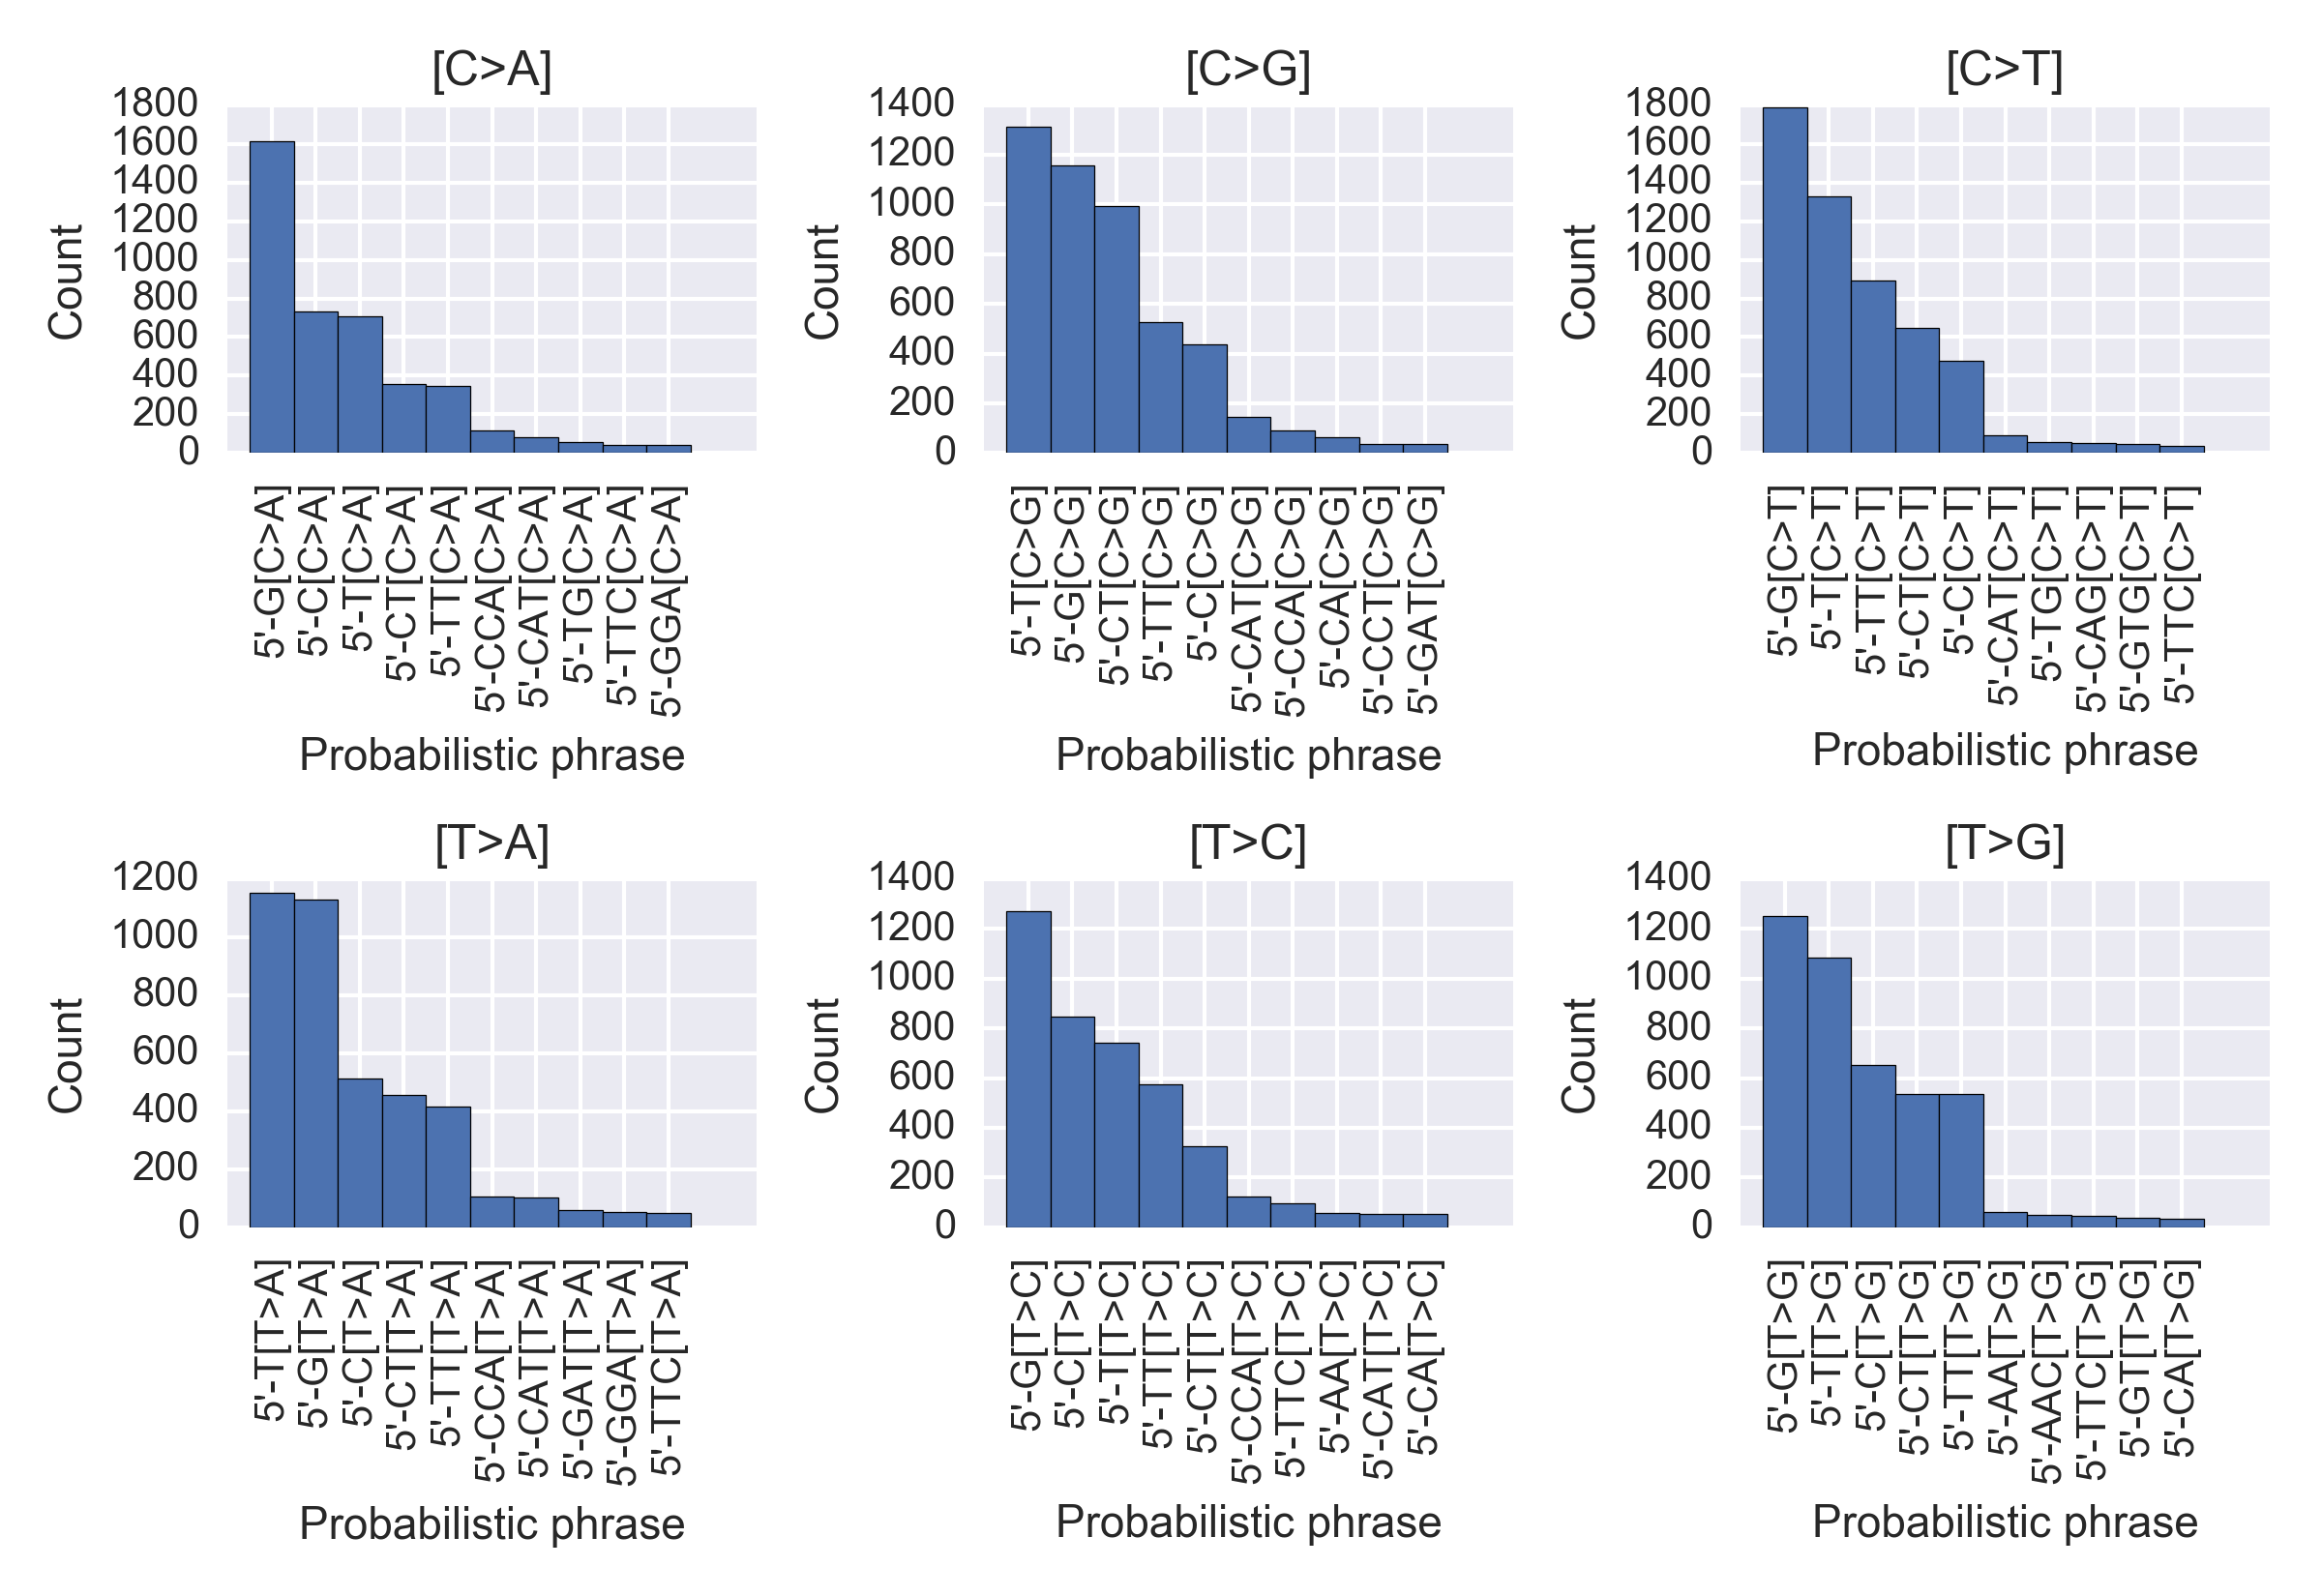 [C>A]
1800
1600
1400
1200
1000
800
600
400
200
0
Count
5'-G[C>A]
5'-C[C>A]
5'-T[C>A]
5'-CT[C>A]
5'-TT[C>A]
5'-CCA[C>A]
5'-CAT[C>A]
5'-TG[C>A]
5'-TTC[C>A]
5'-GGA[C>A]
Probabilistic phrase
[C>G]
1400
1200
1000
800
600
400
200
0
Count
5'-T[C>G]
5'-G[C>G]
5'-CT[C>G]
5'-TT[C>G]
5'-C[C>G]
5'-CAT[C>G]
5'-CCA[C>G]
5'-CA[C>G]
5'-CCT[C>G]
5'-GAT[C>G]
Probabilistic phrase
[C>T]
1800
1600
1400
1200
1000
800
600
400
200
0
Count
5'-G[C>T]
5'-T[C>T]
5'-TT[C>T]
5'-CT[C>T]
5'-C[C>T]
5'-CAT[C>T]
5'-TG[C>T]
5'-CAG[C>T]
5'-GTG[C>T]
5'-TTC[C>T]
Probabilistic phrase
[T>A]
1200
1000
800
600
400
200
0
Count
5'-T[T>A]
5'-G[T>A]
5'-C[T>A]
5'-CT[T>A]
5'-TT[T>A]
5'-CCA[T>A]
5'-CAT[T>A]
5'-GAT[T>A]
5'-GGA[T>A]
5'-TTC[T>A]
Probabilistic phrase
[T>C]
1400
1200
1000
800
600
400
200
0
Count
5'-G[T>C]
5'-C[T>C]
5'-T[T>C]
5'-TT[T>C]
5'-CT[T>C]
5'-CCA[T>C]
5'-TTC[T>C]
5'-AA[T>C]
5'-CAT[T>C]
5'-CA[T>C]
Probabilistic phrase
[T>G]
1400
1200
1000
800
600
400
200
0
Count
5'-G[T>G]
5'-T[T>G]
5'-C[T>G]
5'-CT[T>G]
5'-TT[T>G]
5'-AA[T>G]
5'-AAC[T>G]
5'-TTC[T>G]
5'-GT[T>G]
5'-CA[T>G]
Probabilistic phrase